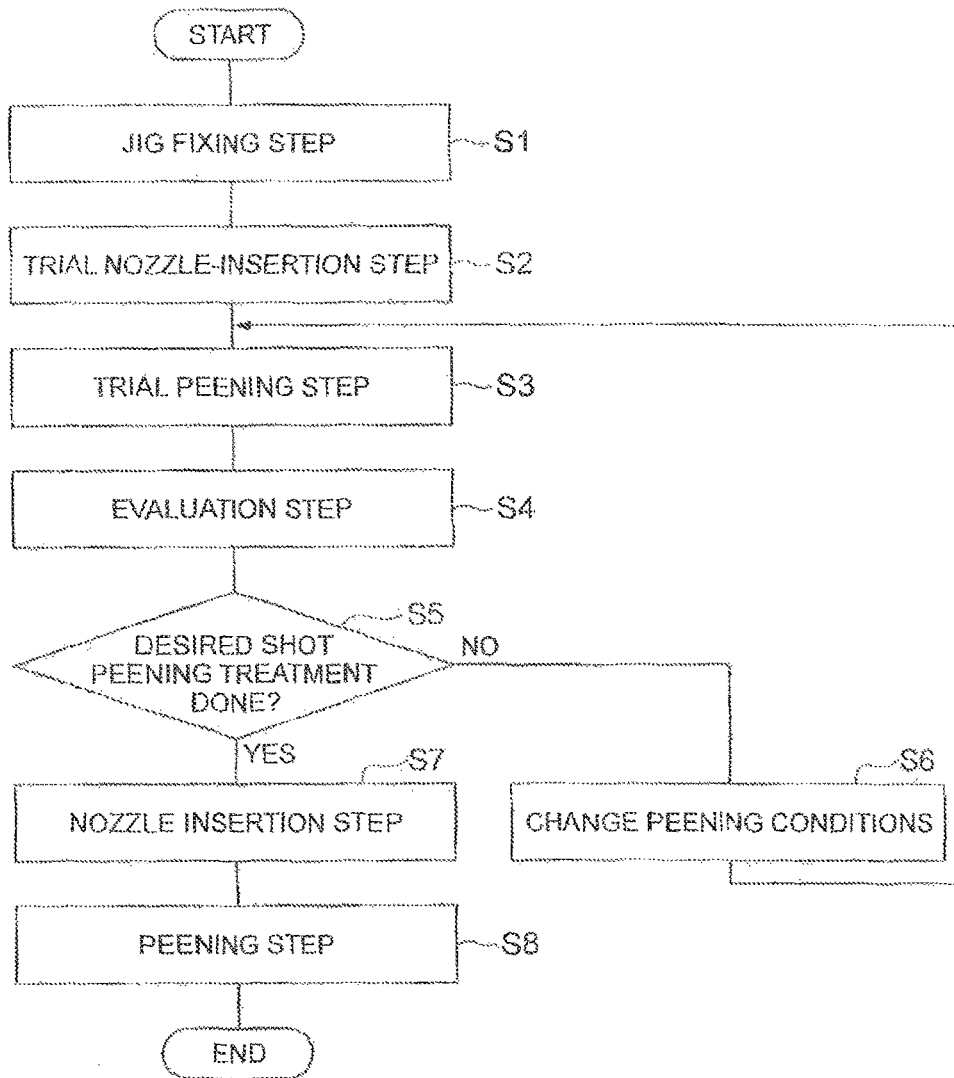 START
JIG FIXING STEP
S1
TRIAL NOZZLE-INSERTION STEP
S2
TRIAL PEENING STEP
S3
EVALUATION STEP
S4
S5
DESIRED SHOT
PEENING TREATMENT
DONE?
NO
YES
S7
NOZZLE INSERTION STEP
S6
CHANGE PEENING CONDITIONS
PEENING STEP
S8
END